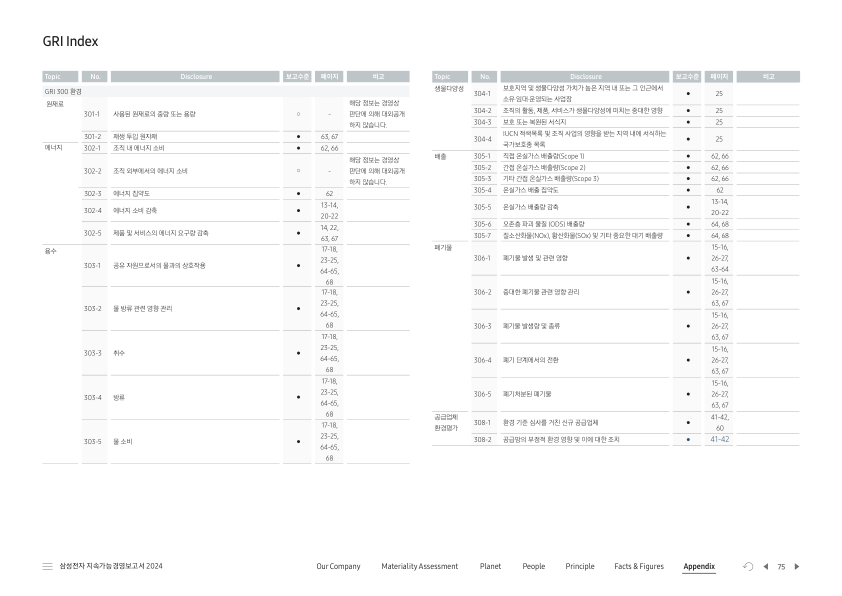 GRI Index
Topic No. Disclosure 보고수준 페이지 비고
GRI 300 환경
원재료 301-1 사용된 원재료의 중량 또는 용량 ○ - 해당 정보는 경영상
판단에 의해 대외공개
하지 않습니다.
301-2 재생 투입 원자재 ● 63, 67
에너지 302-1 조직 내 에너지 소비 ● 62, 66
302-2 조직 외부에서의 에너지 소비 ○ - 해당 정보는 경영상
판단에 의해 대외공개
하지 않습니다.
302-3 에너지 집약도 ● 62
302-4 에너지 소비 감축 ● 13-14,
20-22
302-5 제품 및 서비스의 에너지 요구량 감축 ● 14, 22,
63, 67
용수 303-1 공유 자원으로서의 물과의 상호작용 ● 17-18,
23-25,
64-65,
68
303-2 물 방류 관련 영향 관리 ● 17-18,
23-25,
64-65,
68
303-3 취수 ● 17-18,
23-25,
64-65,
68
303-4 방류 ● 17-18,
23-25,
64-65,
68
303-5 물 소비 ● 17-18,
23-25,
64-65,
68
Topic No. Disclosure 보고수준 페이지 비고
생물다양성 304-1 보호지역 및 생물다양성 가치가 높은 지역 내 또는 그 인근에서
소유·임대·운영되는 사업장 ● 25
304-2 조직의 활동, 제품, 서비스가 생물다양성에 미치는 중대한 영향 ● 25
304-3 보호 또는 복원된 서식지 ● 25
304-4 IUCN 적색목록 및 조직 사업의 영향을 받는 지역 내에 서식하는
국가보호종 목록 ● 25
배출 305-1 직접 온실가스 배출량(Scope 1) ● 62, 66
305-2 간접 온실가스 배출량(Scope 2) ● 62, 66
305-3 기타 간접 온실가스 배출량(Scope 3) ● 62, 66
305-4 온실가스 배출 집약도 ● 62
305-5 온실가스 배출량 감축 ● 13-14,
20-22
305-6 오존층 파괴 물질 (ODS) 배출량 ● 64, 68
305-7 질소산화물(NOx), 황산화물(SOx) 및 기타 중요한 대기 배출량 ● 64, 68
폐기물 306-1 폐기물 발생 및 관련 영향 ● 15-16,
26-27,
63-64
306-2 중대한 폐기물 관련 영향 관리 ● 15-16,
26-27,
63, 67
306-3 폐기물 발생량 및 종류 ● 15-16,
26-27,
63, 67
306-4 폐기 단계에서의 전환 ● 15-16,
26-27,
63, 67
306-5 폐기처분된 폐기물 ● 15-16,
26-27,
63, 67
공급업체
환경평가 308-1 환경 기준 심사를 거친 신규 공급업체 ● 41-42,
60
308-2 공급망의 부정적 환경 영향 및 이에 대한 조치 ● 41-42
삼성전자 지속가능경영보고서 2024 Our Company Materiality Assessment Planet People Principle Facts & Figures Appendix 75